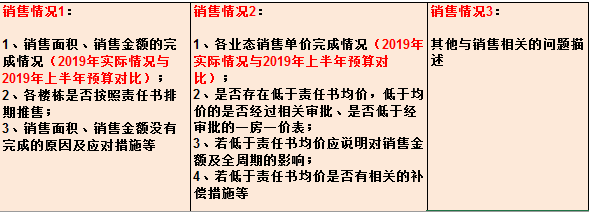 销售情况1：
1、销售面积、销售金额的完
成情况（2019年实际情况与
2019年上半年预算对比）；
2、各楼栋是否按照责任书排
期推售；
3、销售面积、销售金额没有
完成的原因及应对措施等
销售情况2：
1、各业态销售单价完成情况（2019年
实际情况与2019年上半年预算对
比）；
2、是否存在低于责任书均价，低于均
价的是否经过相关审批、是否低于经
审批的一房一价表；
3、若低于责任书均价应说明对销售金
额及全周期的影响；
4、若低于责任书均价是否有相关的补
偿措施等
销售情况3：
其他与销售相关的问题描
述